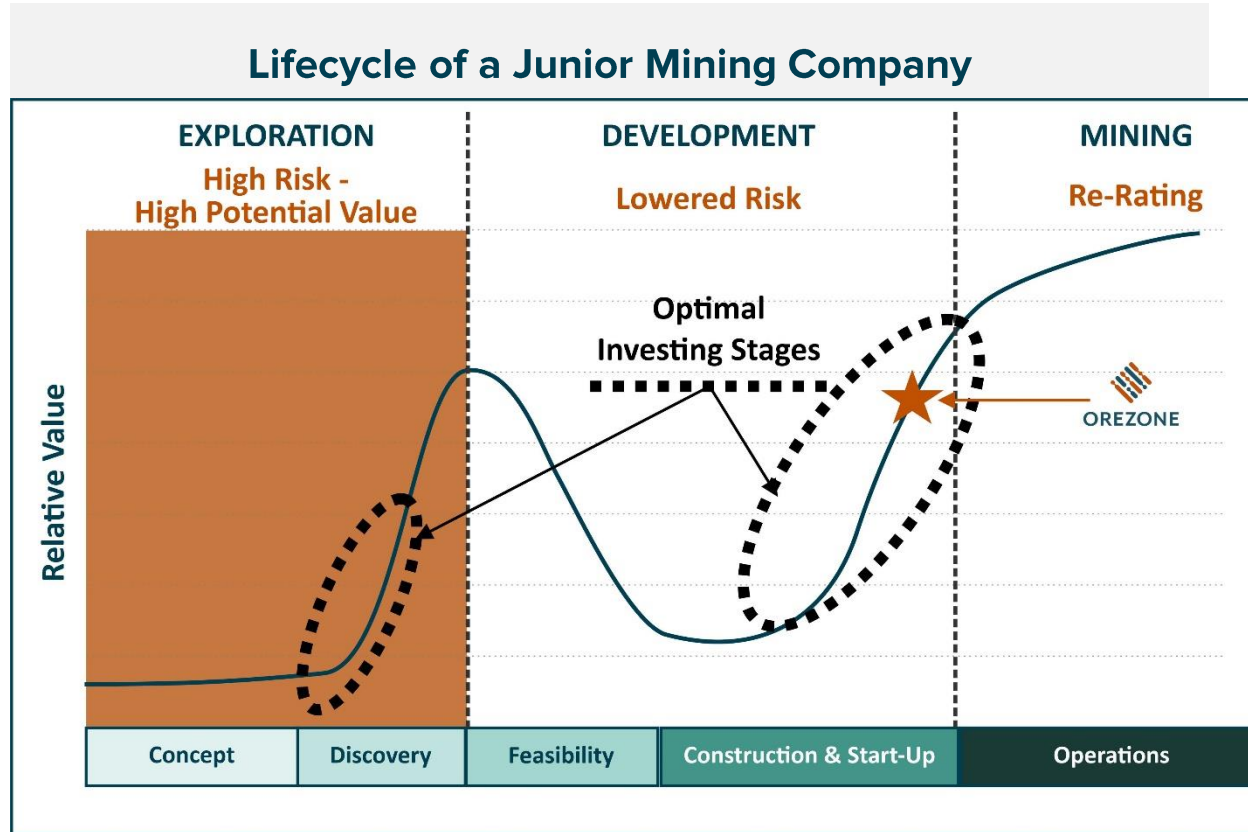 Lifecycle of a Junior Mining Company
EXPLORATION
High Risk -
High Potential Value
DEVELOPMENT
Lowered Risk
MINING
Re-Rating
Optimal
Investing Stages
OREZONE
Relative Value
Concept
Discovery
Feasibility
Construction & Start-Up
Operations